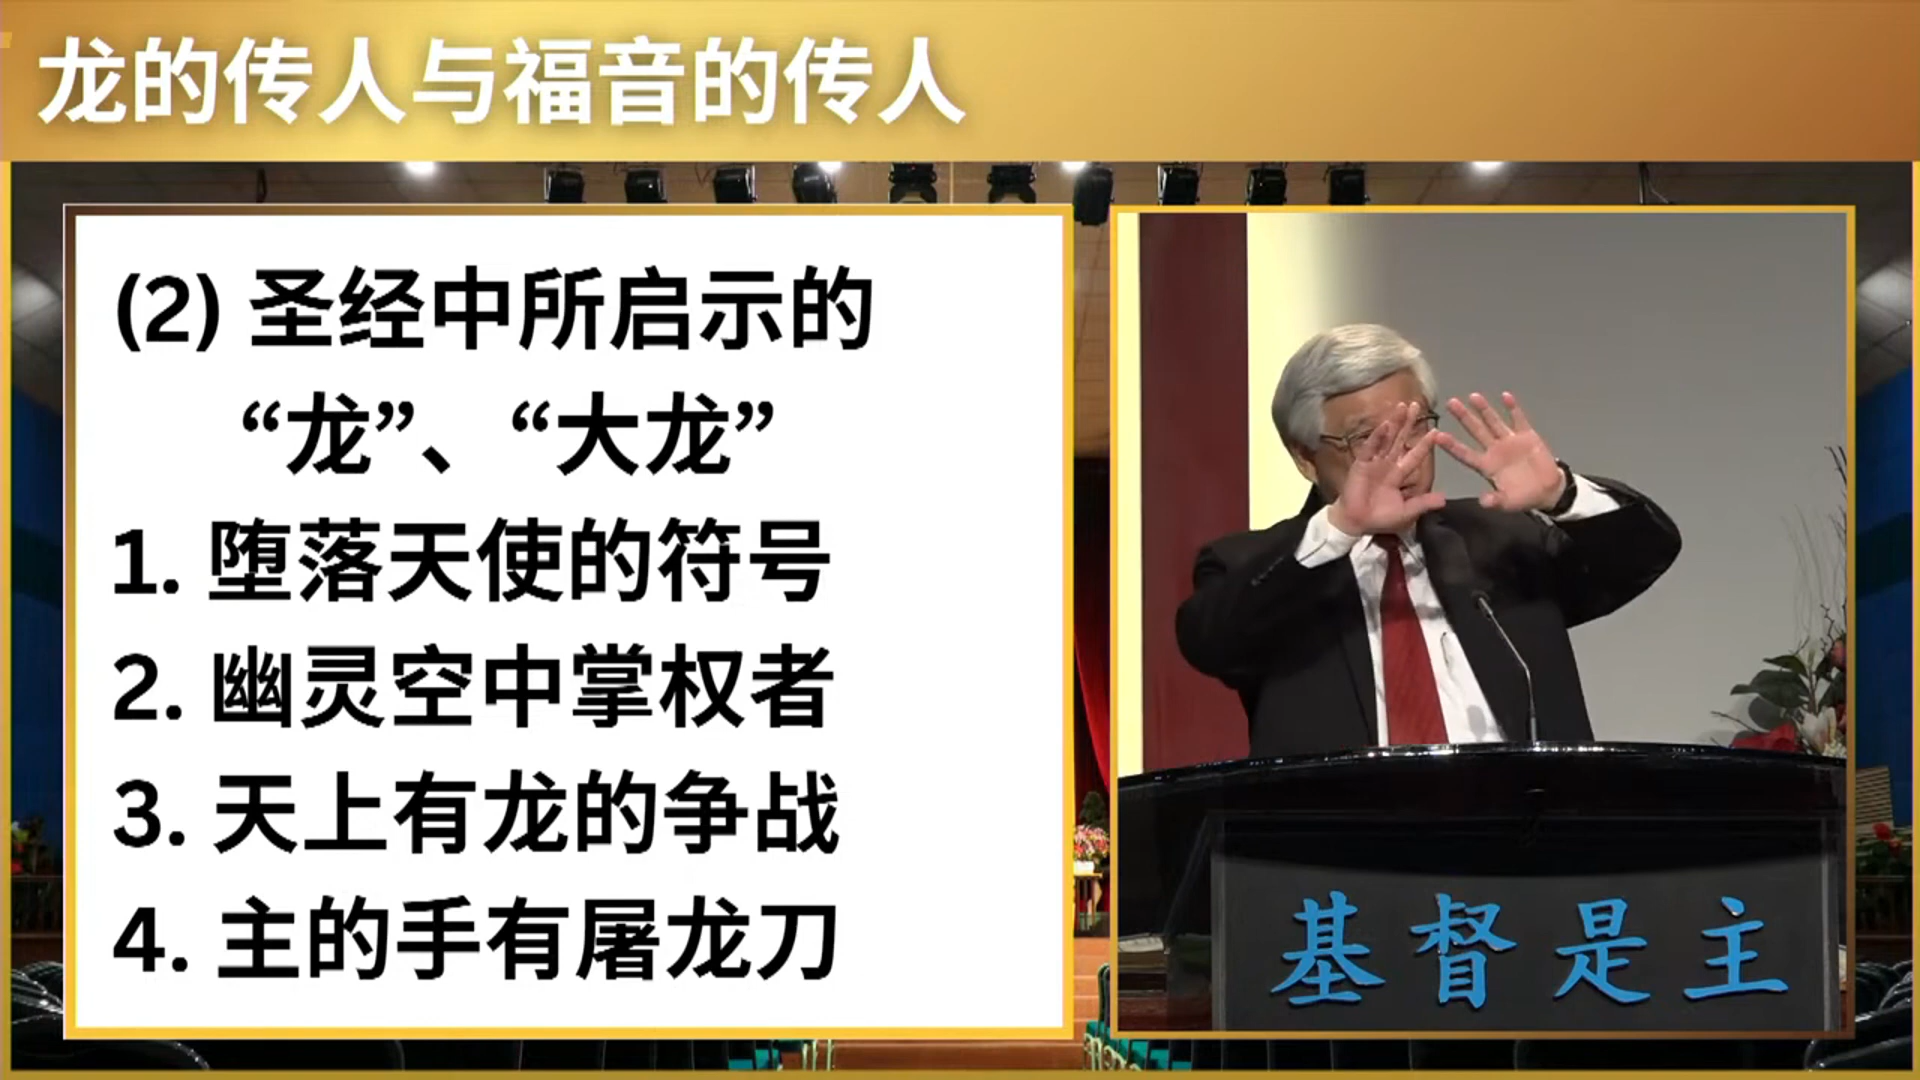 龙的传人与福音的传人
(2) 圣经中所启示的
“龙”、“大龙”
1. 堕落天使的符号
2. 幽灵空中掌权者
3. 天上有龙的争战
4. 主的手有屠龙刀
基督是主